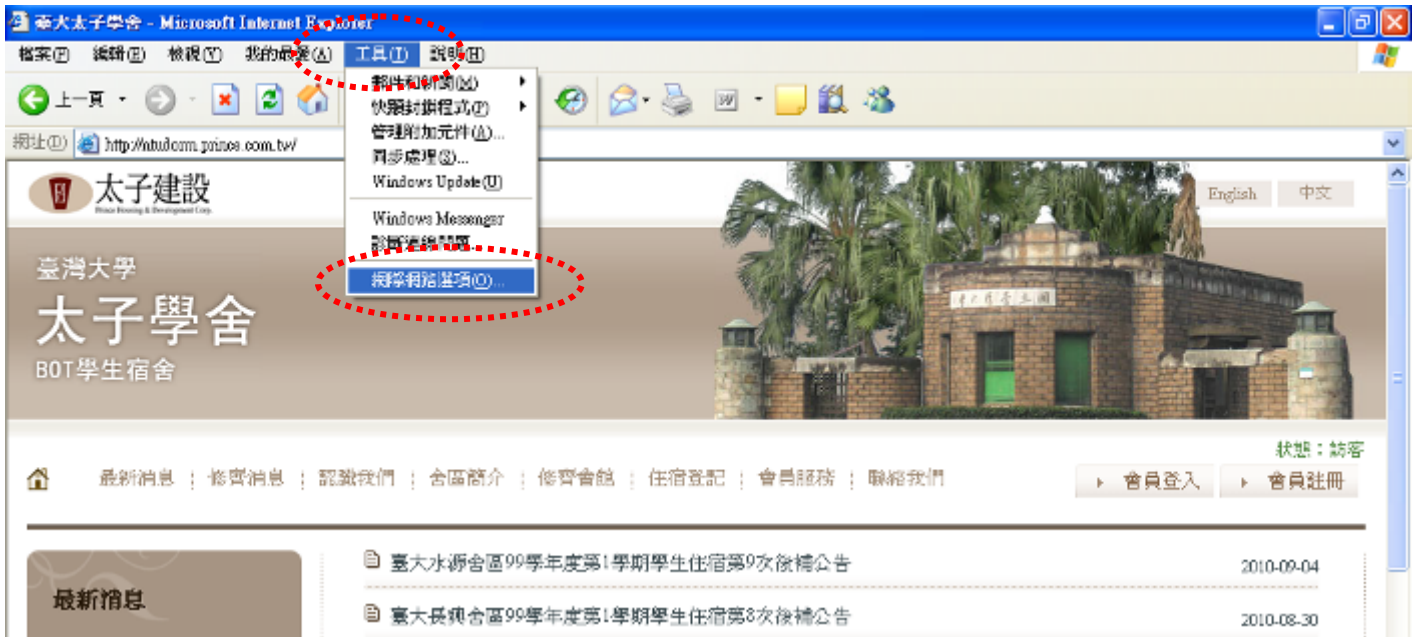 臺大太子學舍 - Microsoft Internet Explorer
檔案(F) 編輯(E) 檢視(V) 我的最愛(A) 工具(T) 說明(H)
郵件和新聞(M)
上一頁
快顯封鎖程式(P)
管理附加元件(A)...
網址(D) http://ntudorm.prince.com.tw/
同步處理(S)...
Windows Update(U)
Windows Messenger
診斷連線問題...
網際網路選項(O)...
太子建設
Prince Housing & Development Corp.
English 中文
臺灣大學
太子學舍
BOT學生宿舍
狀態：訪客
最新消息 ¦ 修齊消息 ¦ 認識我們 ¦ 舍區簡介 ¦ 修齊會館 ¦ 住宿登記 ¦ 會員服務 ¦ 聯絡我們
會員登入 會員註冊
最新消息
臺大水源舍區99學年度第1學期學生住宿第9次後補公告 2010-09-04
臺大長興舍區99學年度第1學期學生住宿第8次後補公告 2010-08-30